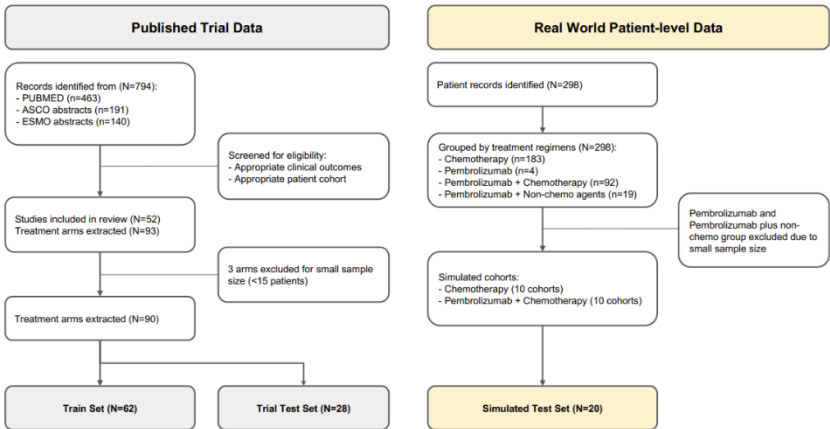 Published Trial Data
Records identified from (N=794):
- PUBMED (n=463)
- ASCO abstracts (n=191)
- ESMO abstracts (n=140)
Screened for eligibility:
- Appropriate clinical outcomes
- Appropriate patient cohort
Studies included in review (N=52)
Treatment arms extracted (N=93)
3 arms excluded for small sample
size (<15 patients)
Treatment arms extracted (N=90)
Train Set (N=62)
Trial Test Set (N=28)
Real World Patient-level Data
Patient records identified (N=298)
Grouped by treatment regimens (N=298):
- Chemotherapy (n=183)
- Pembrolizumab (n=4)
- Pembrolizumab + Chemotherapy (n=92)
- Pembrolizumab + Non-chemo agents (n=19)
Pembrolizumab and
Pembrolizumab plus non-
chemo group excluded due to
small sample size
Simulated cohorts:
- Chemotherapy (10 cohorts)
- Pembrolizumab + Chemotherapy (10 cohorts)
Simulated Test Set (N=20)